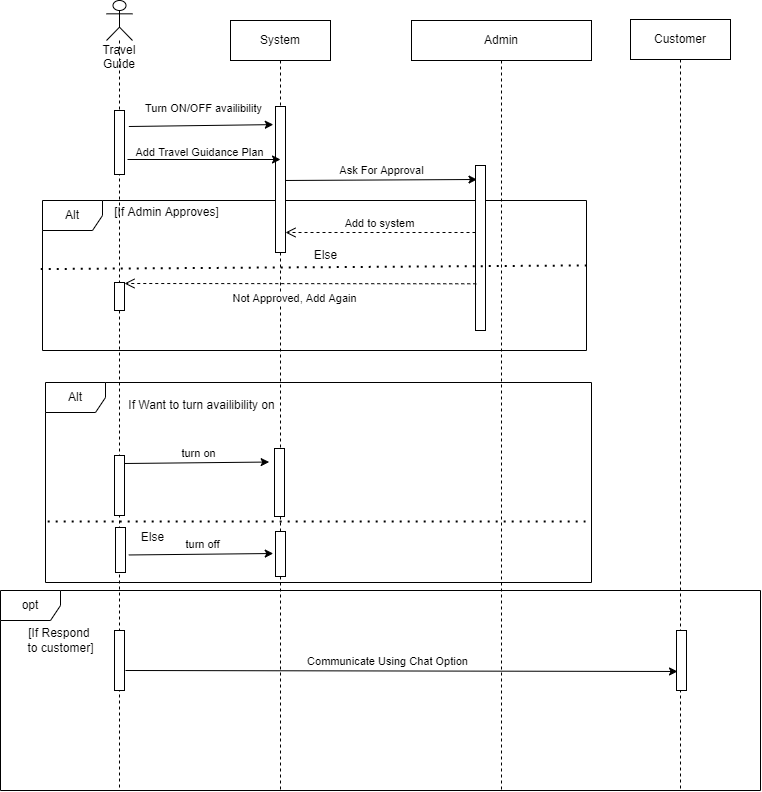 Travel
Guide
System
Admin
Customer
Turn ON/OFF availibility
Add Travel Guidance Plan
Ask For Approval
Alt
[If Admin Approves]
Add to system
Else
Not Approved, Add Again
Alt
If Want to turn availibility on
turn on
Else
turn off
opt
[If Respond
to customer]
Communicate Using Chat Option